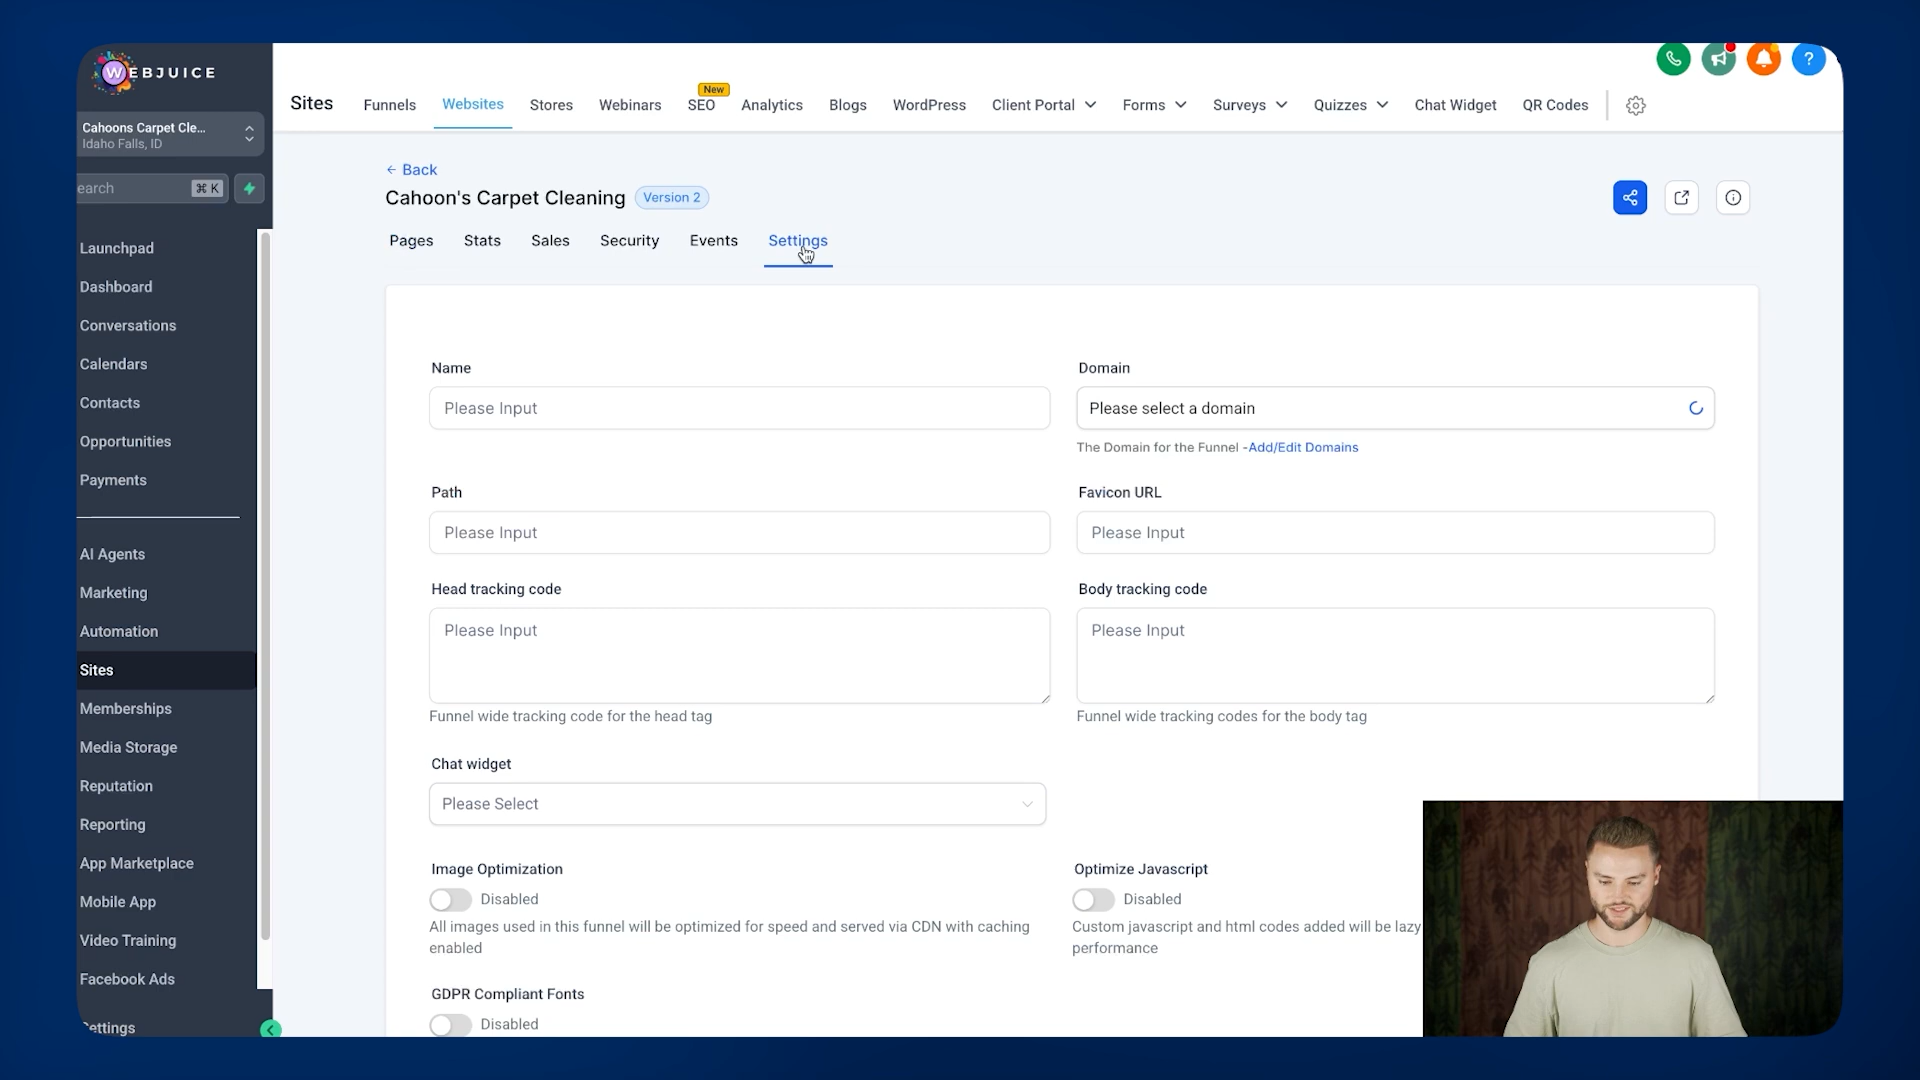 WEBJUICE
Cahoons Carpet Cle...
Idaho Falls, ID
earch
⌘ K
Launchpad
Dashboard
Conversations
Calendars
Contacts
Opportunities
Payments
AI Agents
Marketing
Automation
Sites
Memberships
Media Storage
Reputation
Reporting
App Marketplace
Mobile App
Video Training
Facebook Ads
Settings
Sites
Funnels
Websites
Stores
Webinars
New
SEO
Analytics
Blogs
WordPress
Client Portal
Forms
Surveys
Quizzes
Chat Widget
QR Codes
?
← Back
Cahoon's Carpet Cleaning
Version 2
Pages
Stats
Sales
Security
Events
Settings
Name
Please Input
Domain
Please select a domain
The Domain for the Funnel -Add/Edit Domains
Path
Please Input
Favicon URL
Please Input
Head tracking code
Please Input
Funnel wide tracking code for the head tag
Body tracking code
Please Input
Funnel wide tracking codes for the body tag
Chat widget
Please Select
Image Optimization
Disabled
All images used in this funnel will be optimized for speed and served via CDN with caching
enabled
Optimize Javascript
Disabled
Custom javascript and html codes added will be lazy
performance
GDPR Compliant Fonts
Disabled